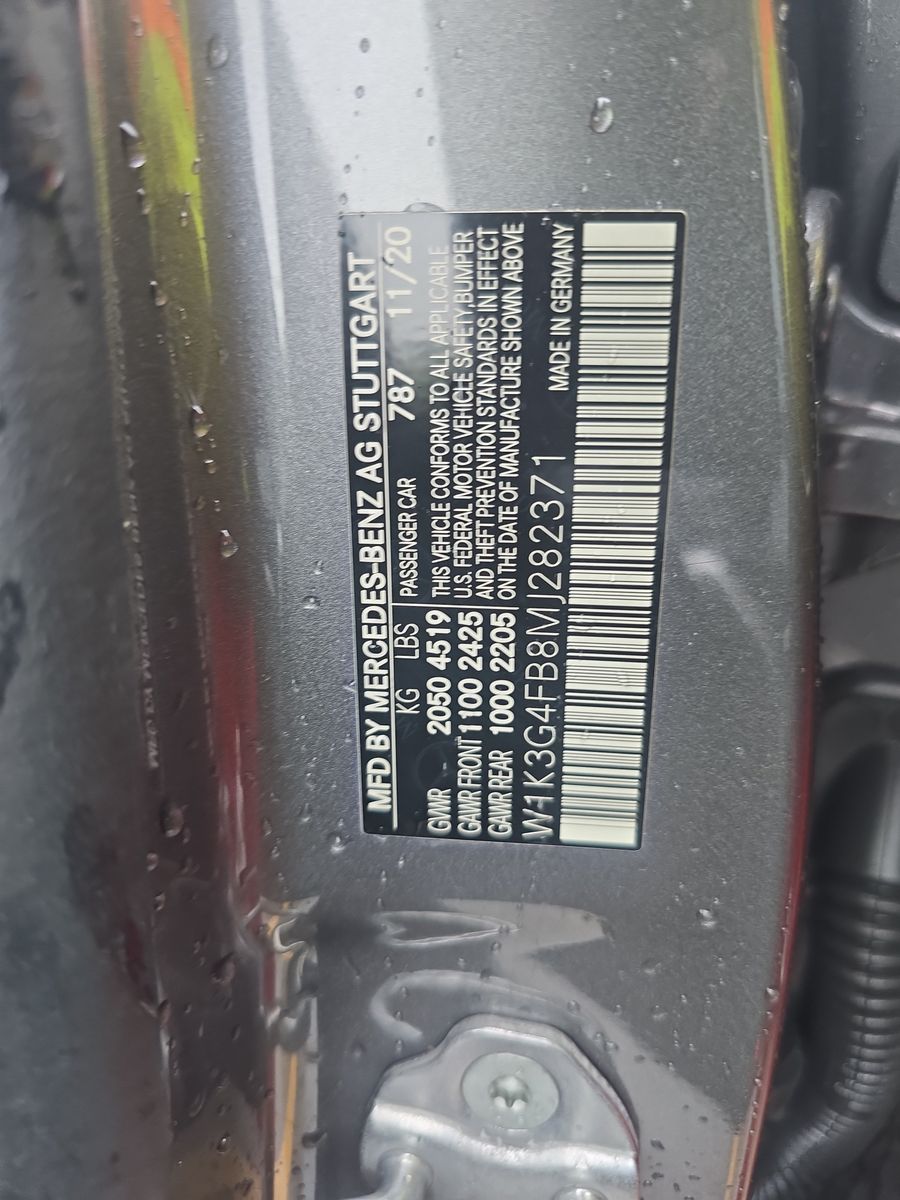 MFD BY MERCEDES-BENZ AG STUTTGART
KG LBS PASSENGER CAR 787 11/20
GVWR 2050 4519 THIS VEHICLE CONFORMS TO ALL APPLICABLE
GAWR FRONT 1100 2425 U.S. FEDERAL MOTOR VEHICLE SAFETY,BUMPER
GAWR REAR 1000 2205 AND THEFT PREVENTION STANDARDS IN EFFECT
ON THE DATE OF MANUFACTURE SHOWN ABOVE
W1K3G4FB8MJ282371 MADE IN GERMANY